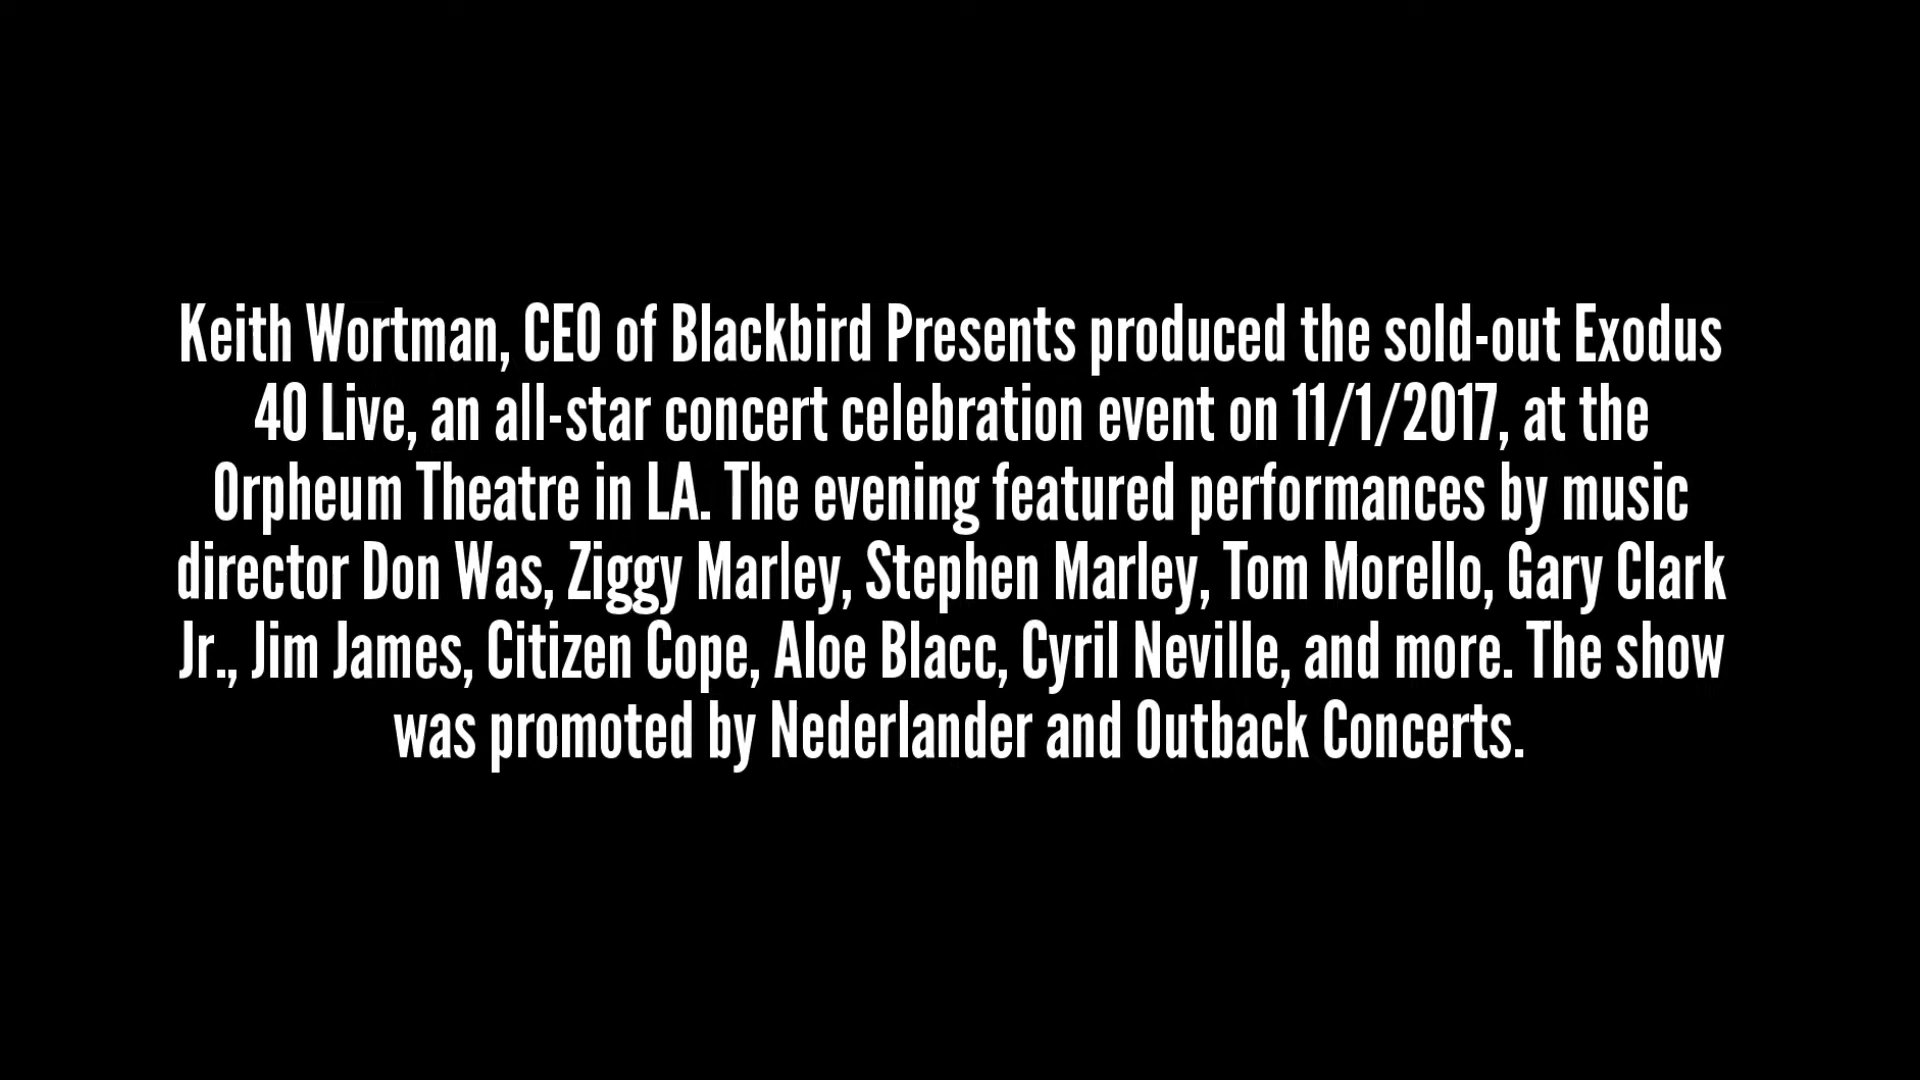 Keith Wortman, CEO of Blackbird Presents produced the sold-out Exodus
40 Live, an all-star concert celebration event on 11/1/2017, at the
Orpheum Theatre in LA. The evening featured performances by music
director Don Was, Ziggy Marley, Stephen Marley, Tom Morello, Gary Clark
Jr., Jim James, Citizen Cope, Aloe Blacc, Cyril Neville, and more. The show
was promoted by Nederlander and Outback Concerts.